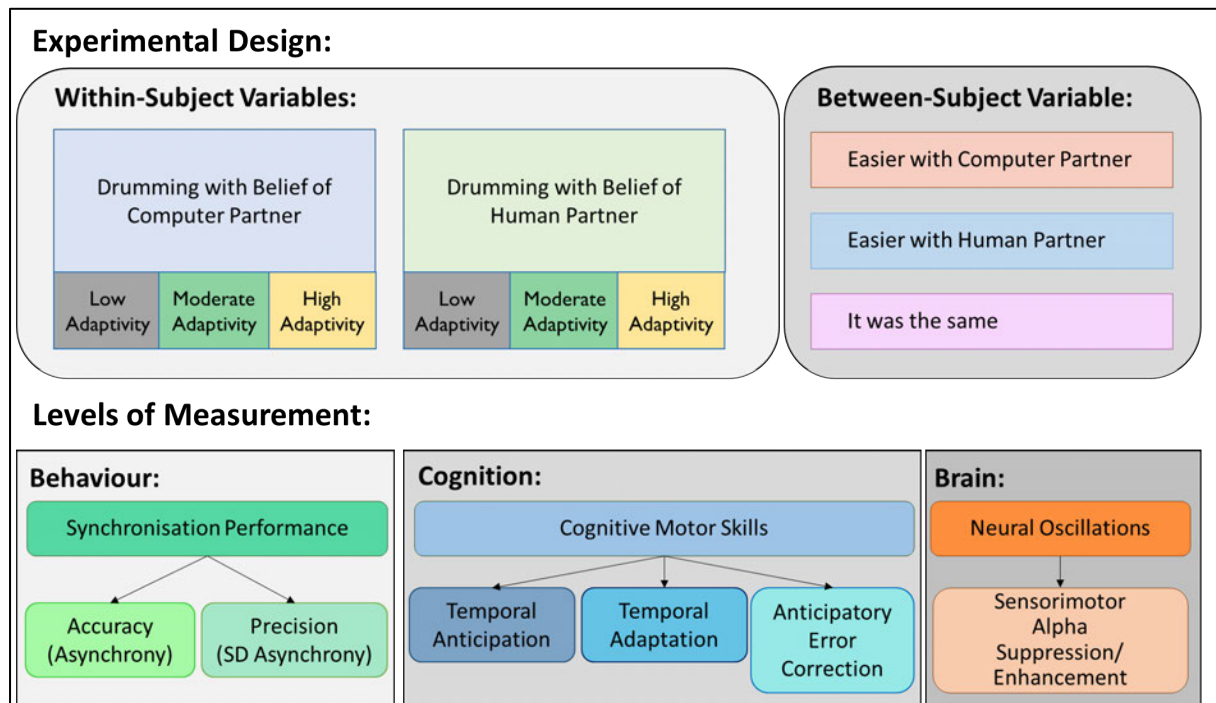 Experimental Design:
Within-Subject Variables:
Drumming with Belief of
Computer Partner
Low
Adaptivity
Moderate
Adaptivity
High
Adaptivity
Drumming with Belief of
Human Partner
Low
Adaptivity
Moderate
Adaptivity
High
Adaptivity
Between-Subject Variable:
Easier with Computer Partner
Easier with Human Partner
It was the same
Levels of Measurement:
Behaviour:
Synchronisation Performance
Accuracy
(Asynchrony)
Precision
(SD Asynchrony)
Cognition:
Cognitive Motor Skills
Temporal
Anticipation
Temporal
Adaptation
Anticipatory
Error
Correction
Brain:
Neural Oscillations
Sensorimotor
Alpha
Suppression/
Enhancement